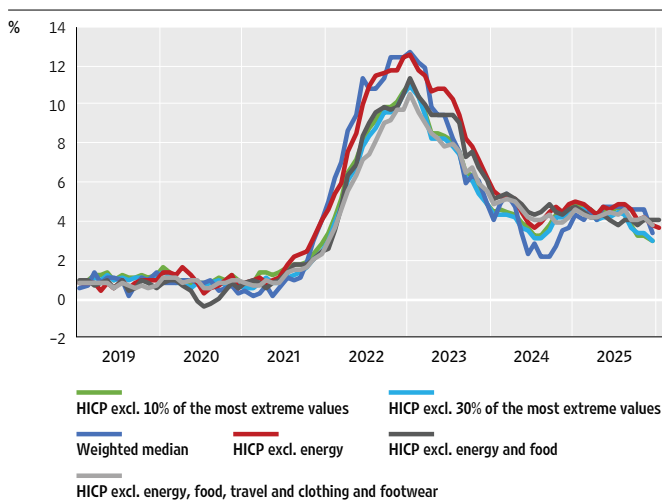 %
14
12
10
8
6
4
2
0
−2
2019 2020 2021 2022 2023 2024 2025
HICP excl. 10% of the most extreme values HICP excl. 30% of the most extreme values
Weighted median HICP excl. energy HICP excl. energy and food
HICP excl. energy, food, travel and clothing and footwear